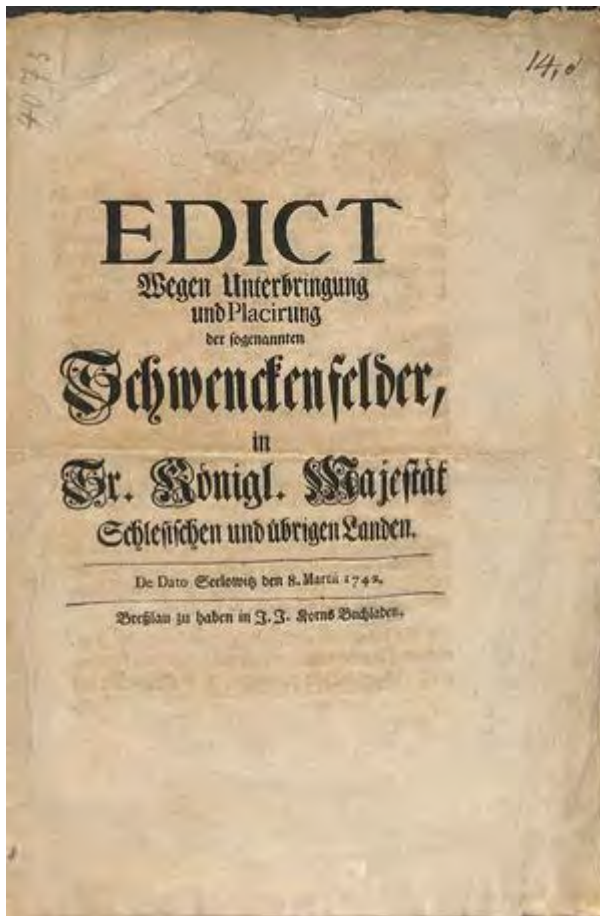 4073
14,
EDICT
Wegen Unterbringung
und Placirung
der sogenannten
Schwenckenfelder,
in
Sr. Königl. Majestät
Schlesischen und übrigen Landen.
De Dato Seelowitz den 8. Martii 1742.
Breßlau zu haben in J. J. Korns Buchladen.